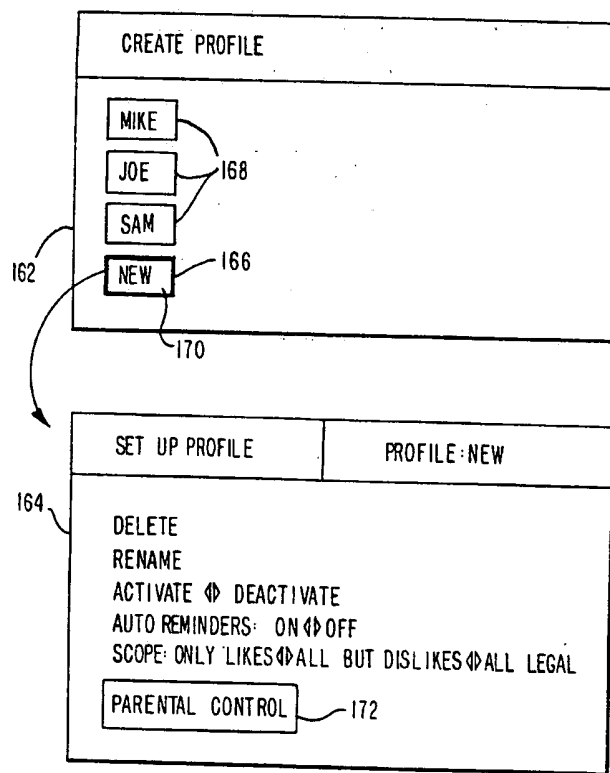 CREATE PROFILE
MIKE
JOE
168
SAM
162
NEW
166
170
SET UP PROFILE
PROFILE: NEW
164
DELETE
RENAME
ACTIVATE ◁▷ DEACTIVATE
AUTO REMINDERS: ON◁▷OFF
SCOPE: ONLY LIKES◁▷ALL BUT DISLIKES◁▷ALL LEGAL
PARENTAL CONTROL
172